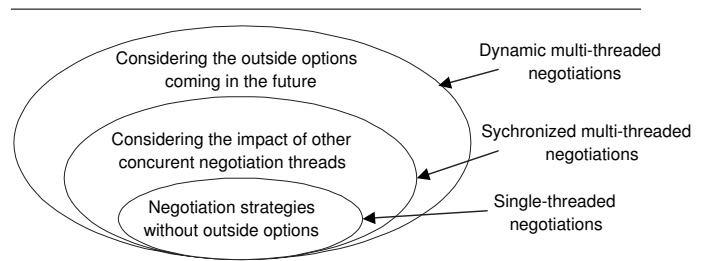 Considering the outside options
coming in the future
Dynamic multi-threaded
negotiations
Considering the impact of other
concurent negotiation threads
Sychronized multi-threaded
negotiations
Negotiation strategies
without outside options
Single-threaded
negotiations